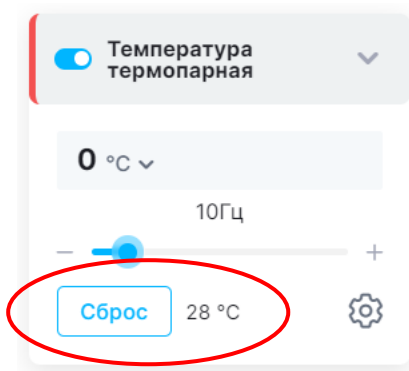 Температура
термопарная
0 °C
10Гц
− +
Сброс 28 °C